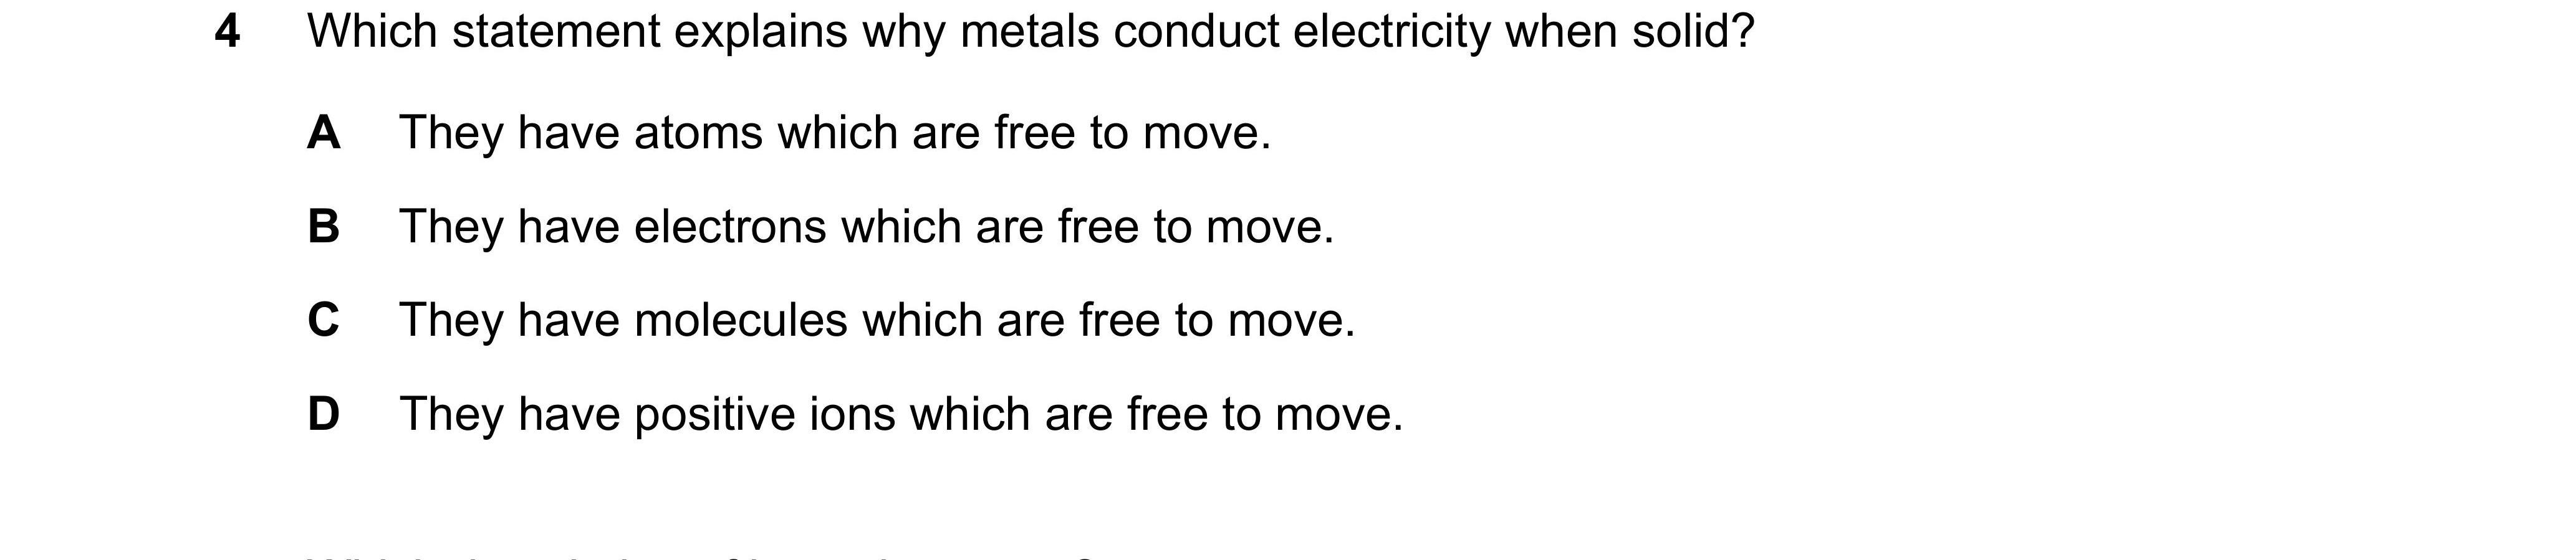 4 Which statement explains why metals conduct electricity when solid?
A They have atoms which are free to move.
B They have electrons which are free to move.
C They have molecules which are free to move.
D They have positive ions which are free to move.